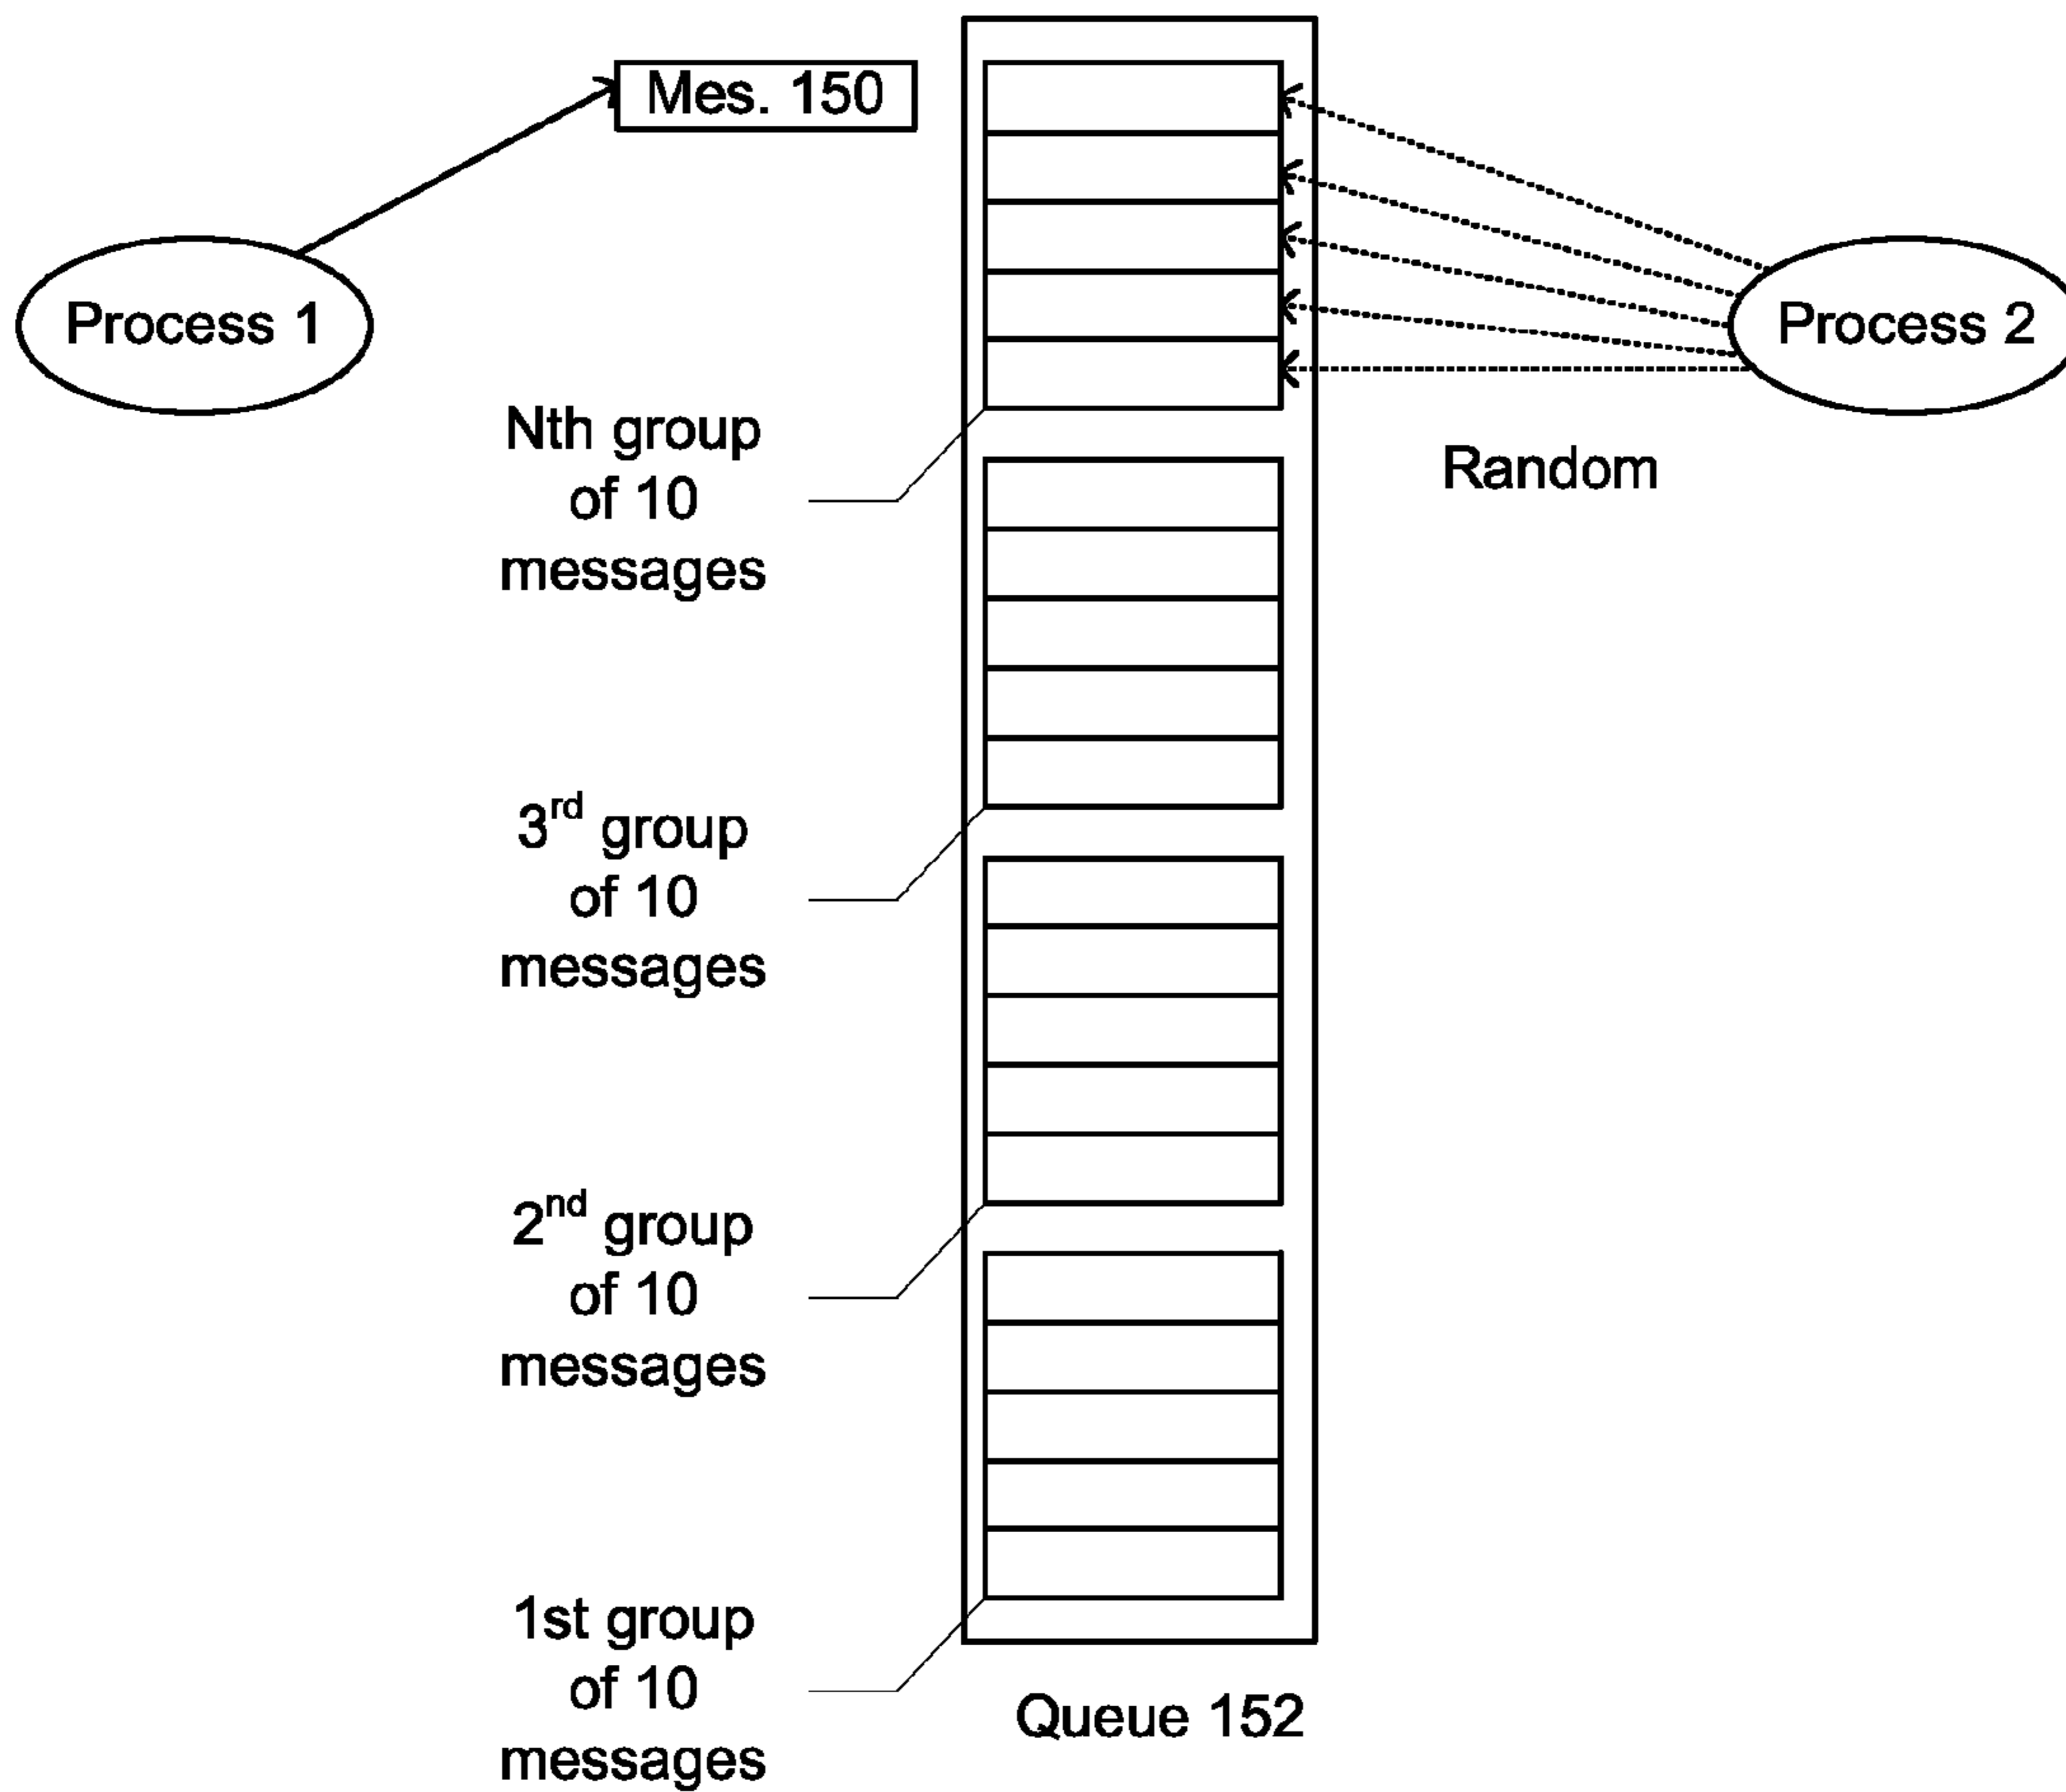 Mes. 150
Process 1
Process 2
Nth group
of 10
messages
Random
3rd group
of 10
messages
2nd group
of 10
messages
1st group
of 10
messages
Queue 152